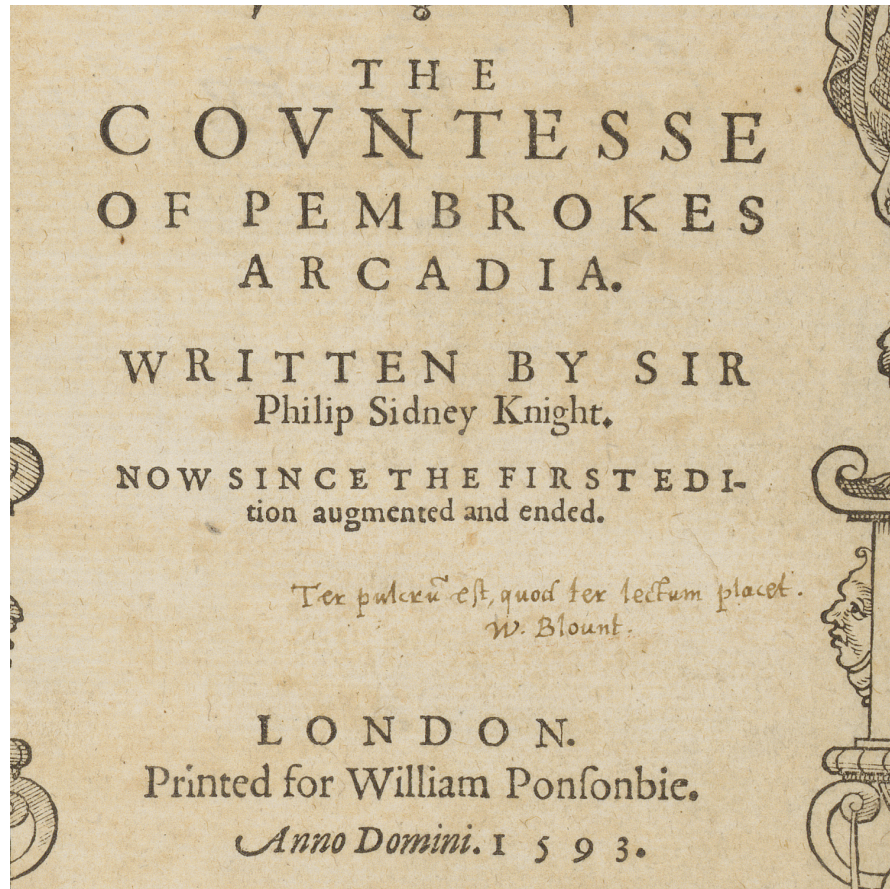 THE
COVNTESSE
OF PEMBROKES
ARCADIA.
WRITTEN BY SIR
Philip Sidney Knight.
NOW SINCE THE FIRST EDI-
tion augmented and ended.
Ter pulcrũ est, quod ter lectum placet.
W. Blount.
LONDON.
Printed for William Ponſonbie.
Anno Domini. 1593.